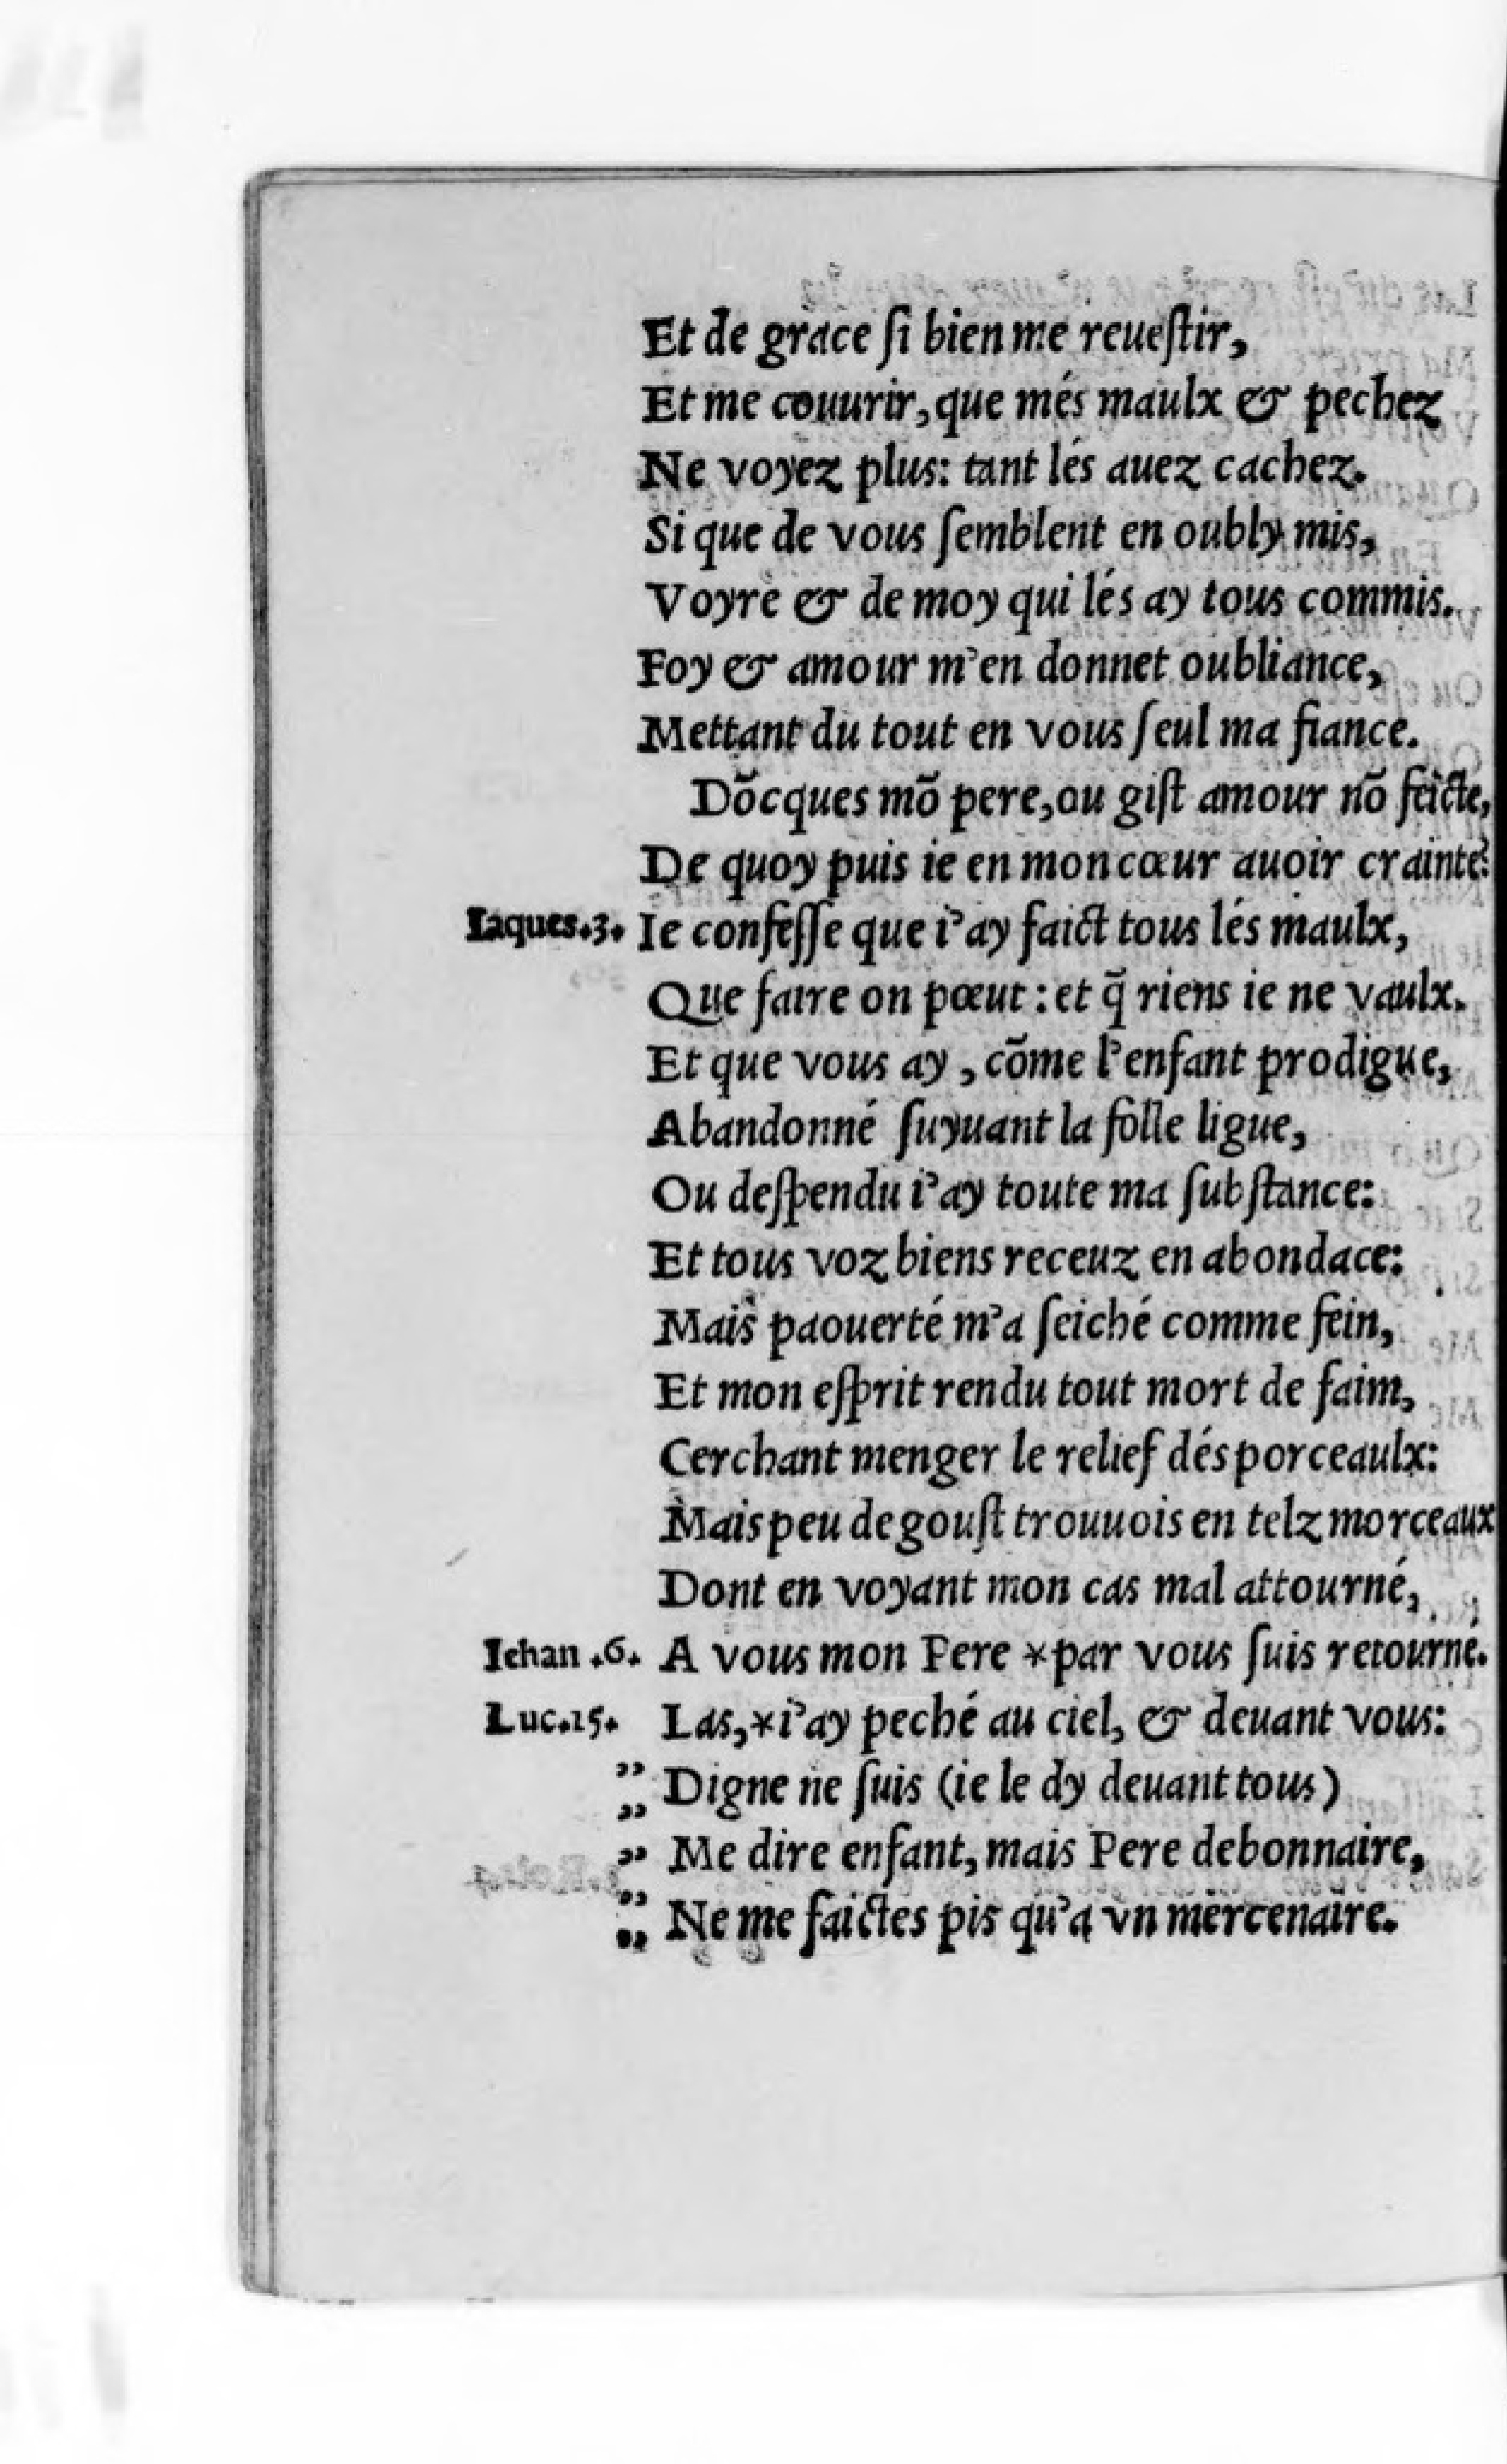 Et de grace ſi bien me reueſtir,
Et me couurir, que més maulx & pechez
Ne voyez plus: tant lés auez cachez.
Si que de vous ſemblent en oubly mis,
Voyre & de moy qui lés ay tous commis.
Foy & amour m'en donnet oubliance,
Mettant du tout en vous ſeul ma fiance.
Dõcques mõ pere, ou giſt amour nõ feicte,
De quoy puis ie en mon cœur auoir crainte?
Iaques.3. Ie confeſſe que i'ay faict tous lés maulx,
Que faire on pœut: et q̃ riens ie ne vaulx.
Et que vous ay, cõme l'enfant prodigue,
Abandonné ſuyuant la folle ligue,
Ou deſpendu i'ay toute ma ſubſtance:
Et tous voz biens receuz en abondace:
Mais paouerté m'a ſeiché comme fein,
Et mon eſprit rendu tout mort de faim,
Cerchant menger le relief dés porceaulx:
Mais peu de gouſt trouuois en telz morceaux
Dont en voyant mon cas mal attourné,
Iehan .6. A vous mon Pere *par vous ſuis retourné.
Luc.15. Las,*i'ay peché au ciel, & deuant vous:
,, Digne ne ſuis (ie le dy deuant tous)
,, Me dire enfant, mais Pere debonnaire,
,, Ne me faictes pis qu'a vn mercenaire.